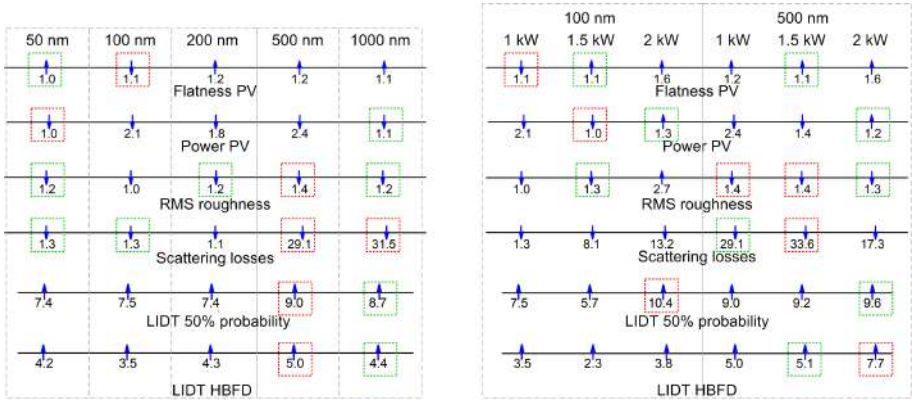 50 nm 100 nm 200 nm 500 nm 1000 nm
1.0 1.1 1.2 1.2 1.1
Flatness PV
1.0 2.1 1.8 2.4 1.1
Power PV
1.2 1.0 1.2 1.4 1.2
RMS roughness
1.3 1.3 1.1 29.1 31.5
Scattering losses
7.4 7.5 7.4 9.0 8.7
LIDT 50% probability
4.2 3.5 4.3 5.0 4.4
LIDT HBFD
100 nm 500 nm
1 kW 1.5 kW 2 kW 1 kW 1.5 kW 2 kW
1.1 1.1 1.6 1.2 1.1 1.6
Flatness PV
2.1 1.0 1.3 2.4 1.4 1.2
Power PV
1.0 1.3 2.7 1.4 1.4 1.3
RMS roughness
1.3 8.1 13.2 29.1 33.6 17.3
Scattering losses
7.5 5.7 10.4 9.0 9.2 9.6
LIDT 50% probability
3.5 2.3 3.8 5.0 5.1 7.7
LIDT HBFD